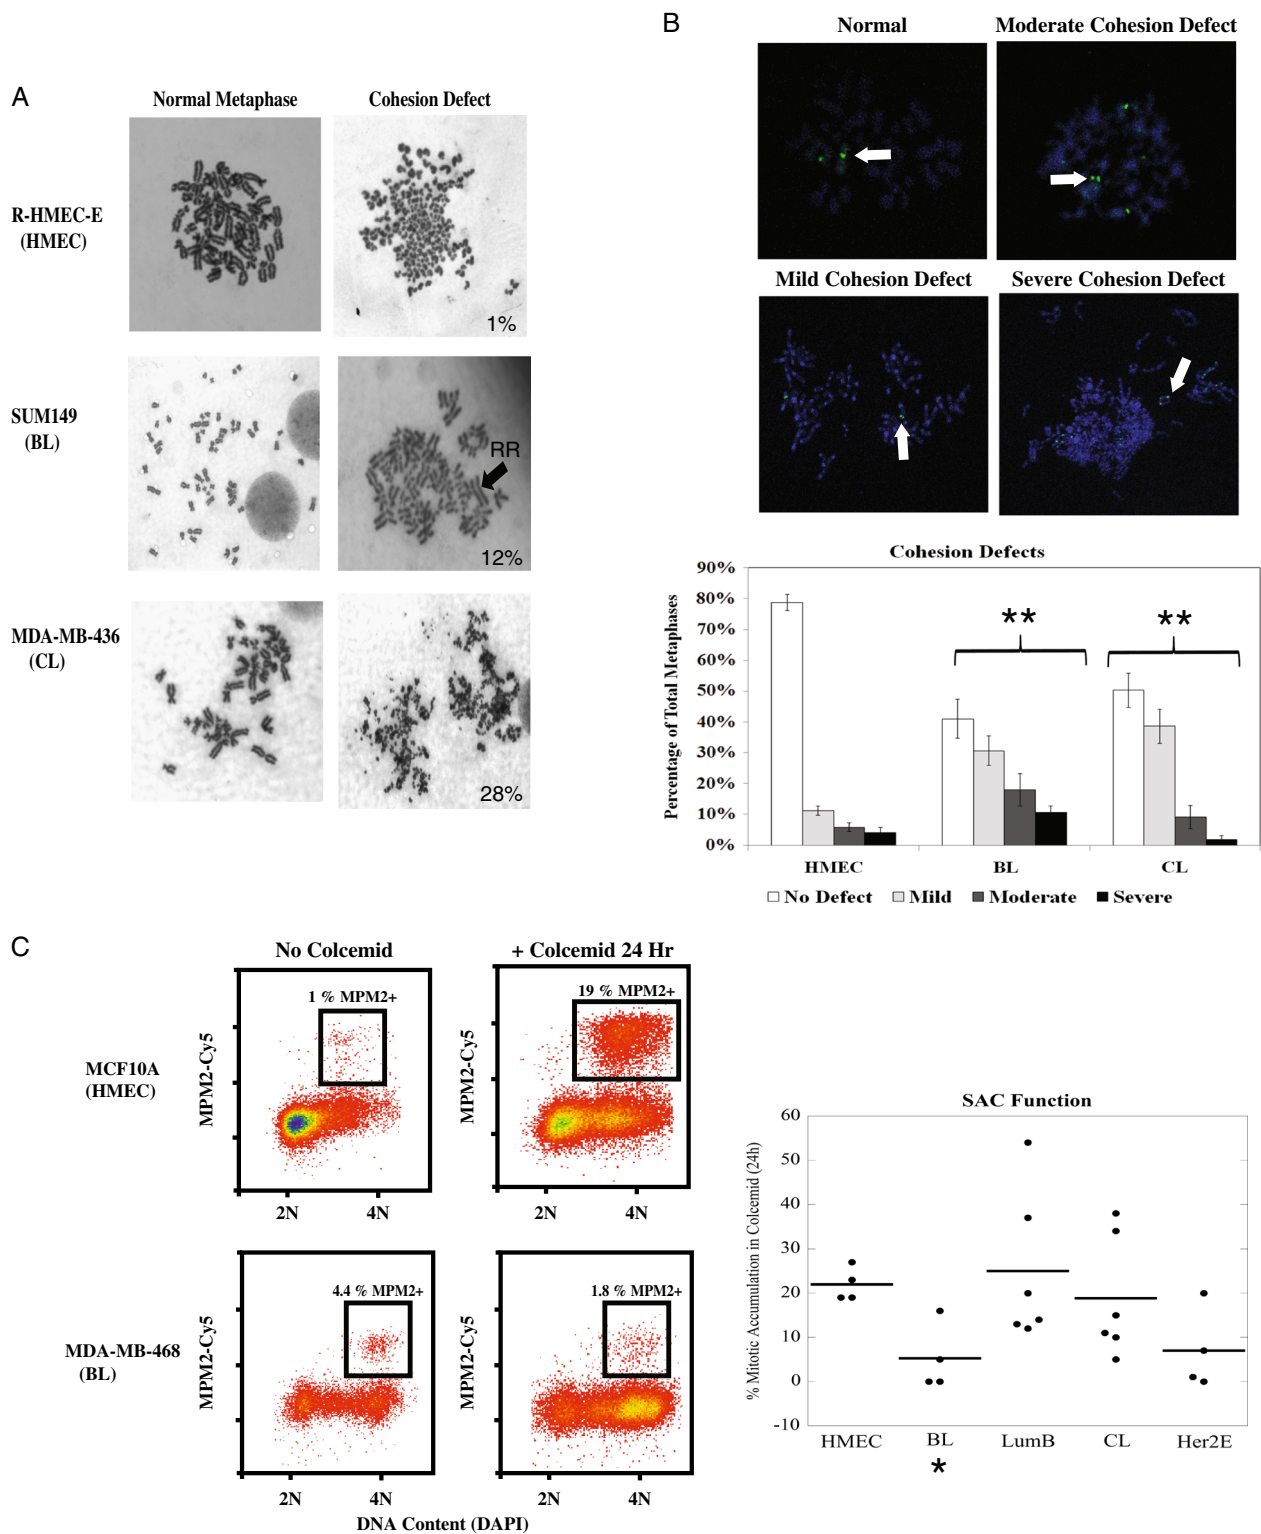 A
Normal Metaphase
Cohesion Defect
R-HMEC-E
(HMEC)
1%
SUM149
(BL)
RR
12%
MDA-MB-436
(CL)
28%
B
Normal
Moderate Cohesion Defect
Mild Cohesion Defect
Severe Cohesion Defect
Cohesion Defects
Percentage of Total Metaphases
90%
80%
70%
60%
50%
40%
30%
20%
10%
0%
**
**
HMEC
BL
CL
No Defect
Mild
Moderate
Severe
C
No Colcemid
+ Colcemid 24 Hr
MCF10A
(HMEC)
MPM2-Cy5
1 % MPM2+
2N
4N
MPM2-Cy5
19 % MPM2+
2N
4N
MDA-MB-468
(BL)
MPM2-Cy5
4.4 % MPM2+
2N
4N
MPM2-Cy5
1.8 % MPM2+
2N
4N
DNA Content (DAPI)
SAC Function
% Mitotic Accumulation in Colcemid (24h)
60
50
40
30
20
10
0
-10
HMEC
BL
LumB
CL
Her2E
*